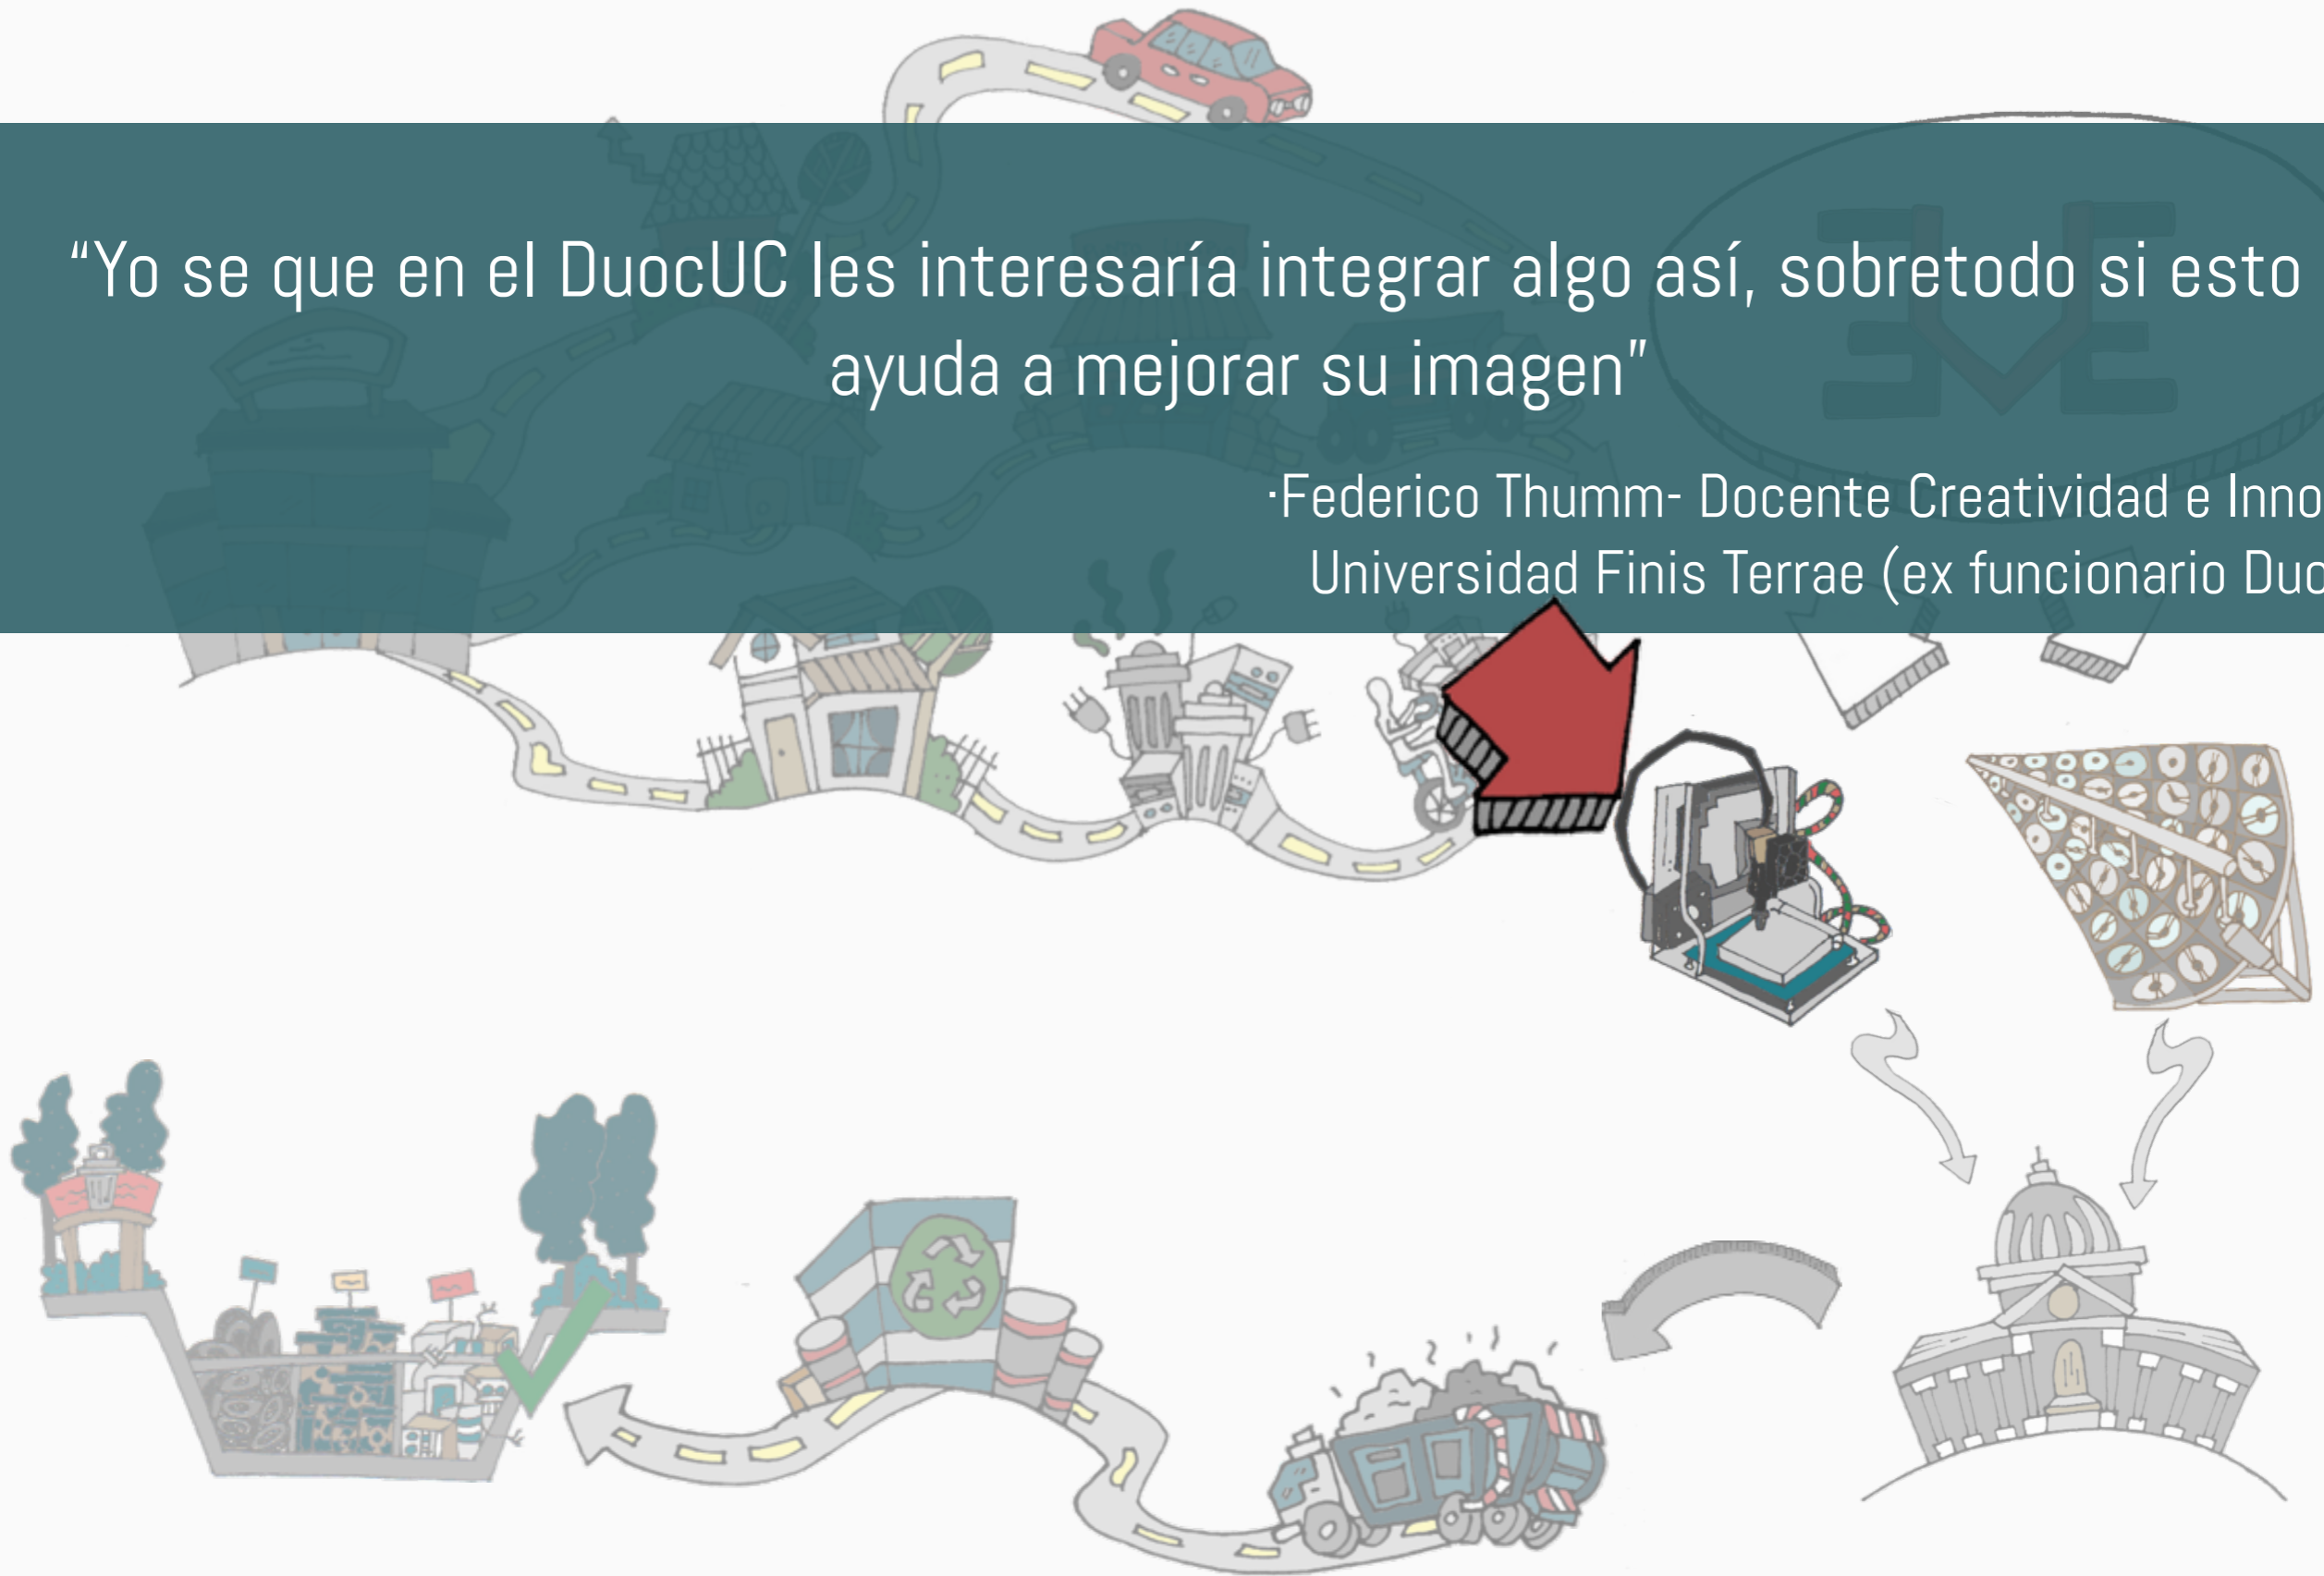 “Yo se que en el DuocUC les interesaría integrar algo así, sobretodo si esto
ayuda a mejorar su imagen”
·Federico Thumm- Docente Creatividad e
Universidad Finis Terrae (ex funcionario